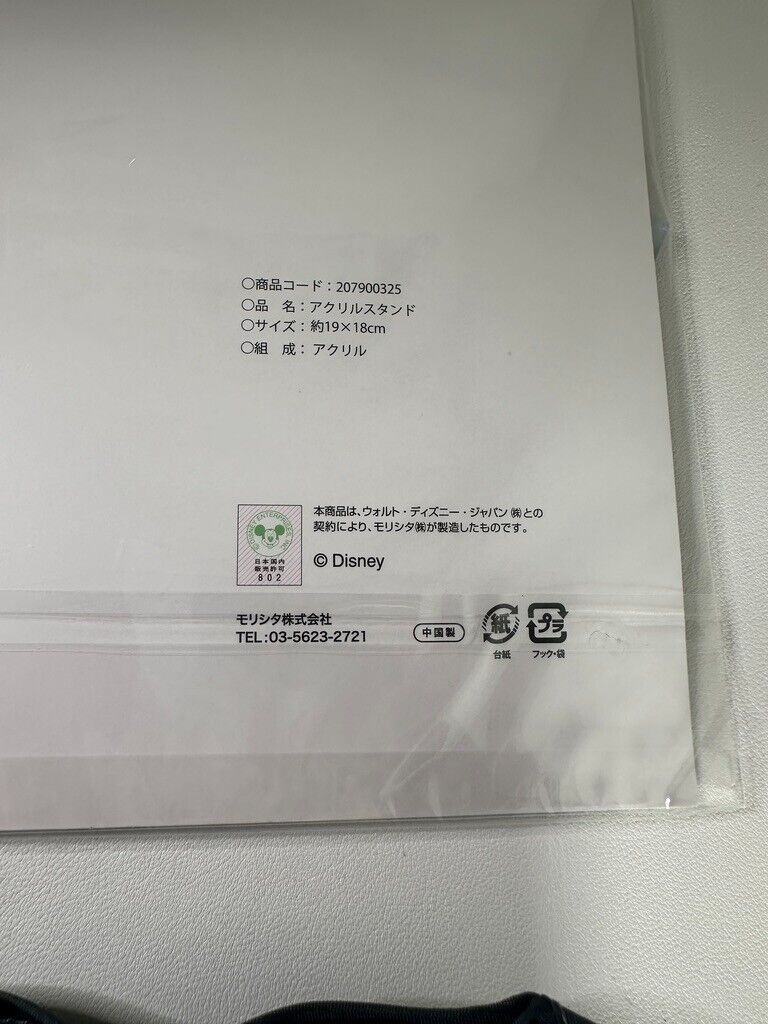 ○商品コード：207900325
○品　名：アクリルスタンド
○サイズ：約19×18cm
○組　成：アクリル
本商品は、ウォルト・ディズニー・ジャパン㈱との
契約により、モリシタ㈱が製造したものです。
© Disney
日本国内
販売許可
802
モリシタ株式会社
TEL:03-5623-2721
中国製
紙
台紙
プラ
フック・袋